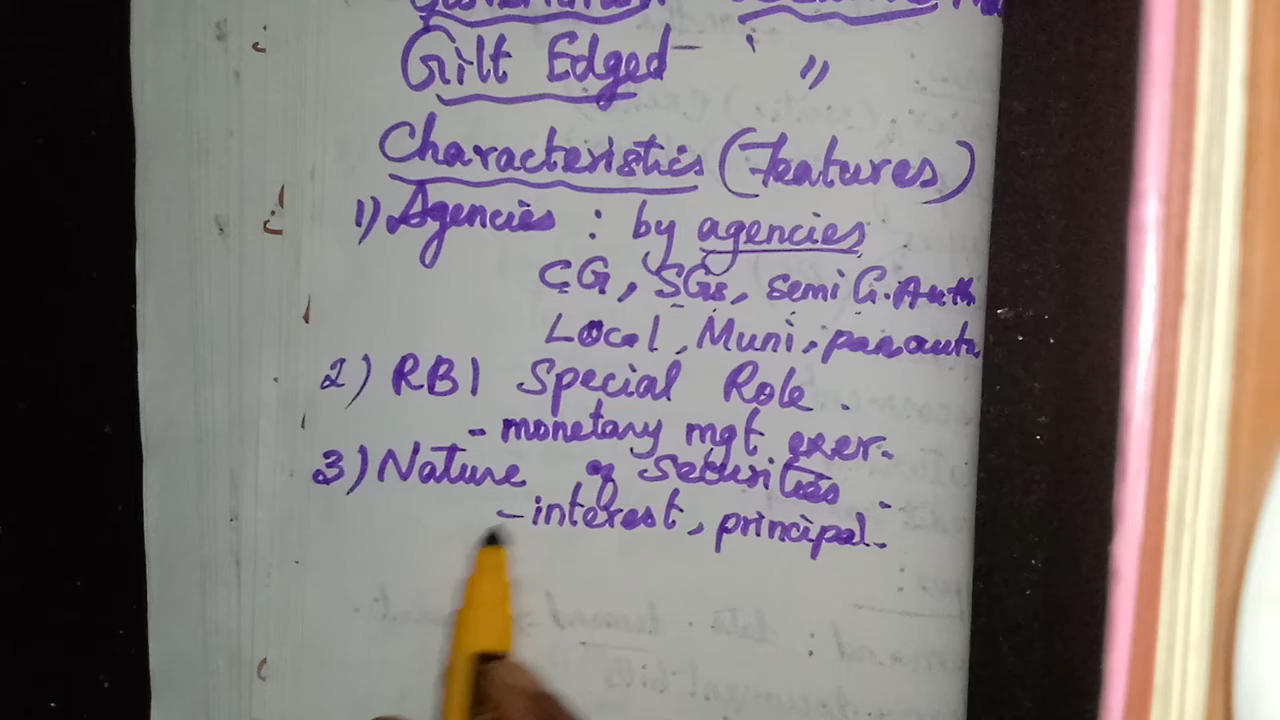 Gilt Edged - "
Characteristics (Features)
1) Agencies : by agencies
CG, SGs, semi G. Auth
Local, Muni,
2) RBI Special Role.
- monetary mgt exer.
3) Nature of Securities -
- interest, principal.